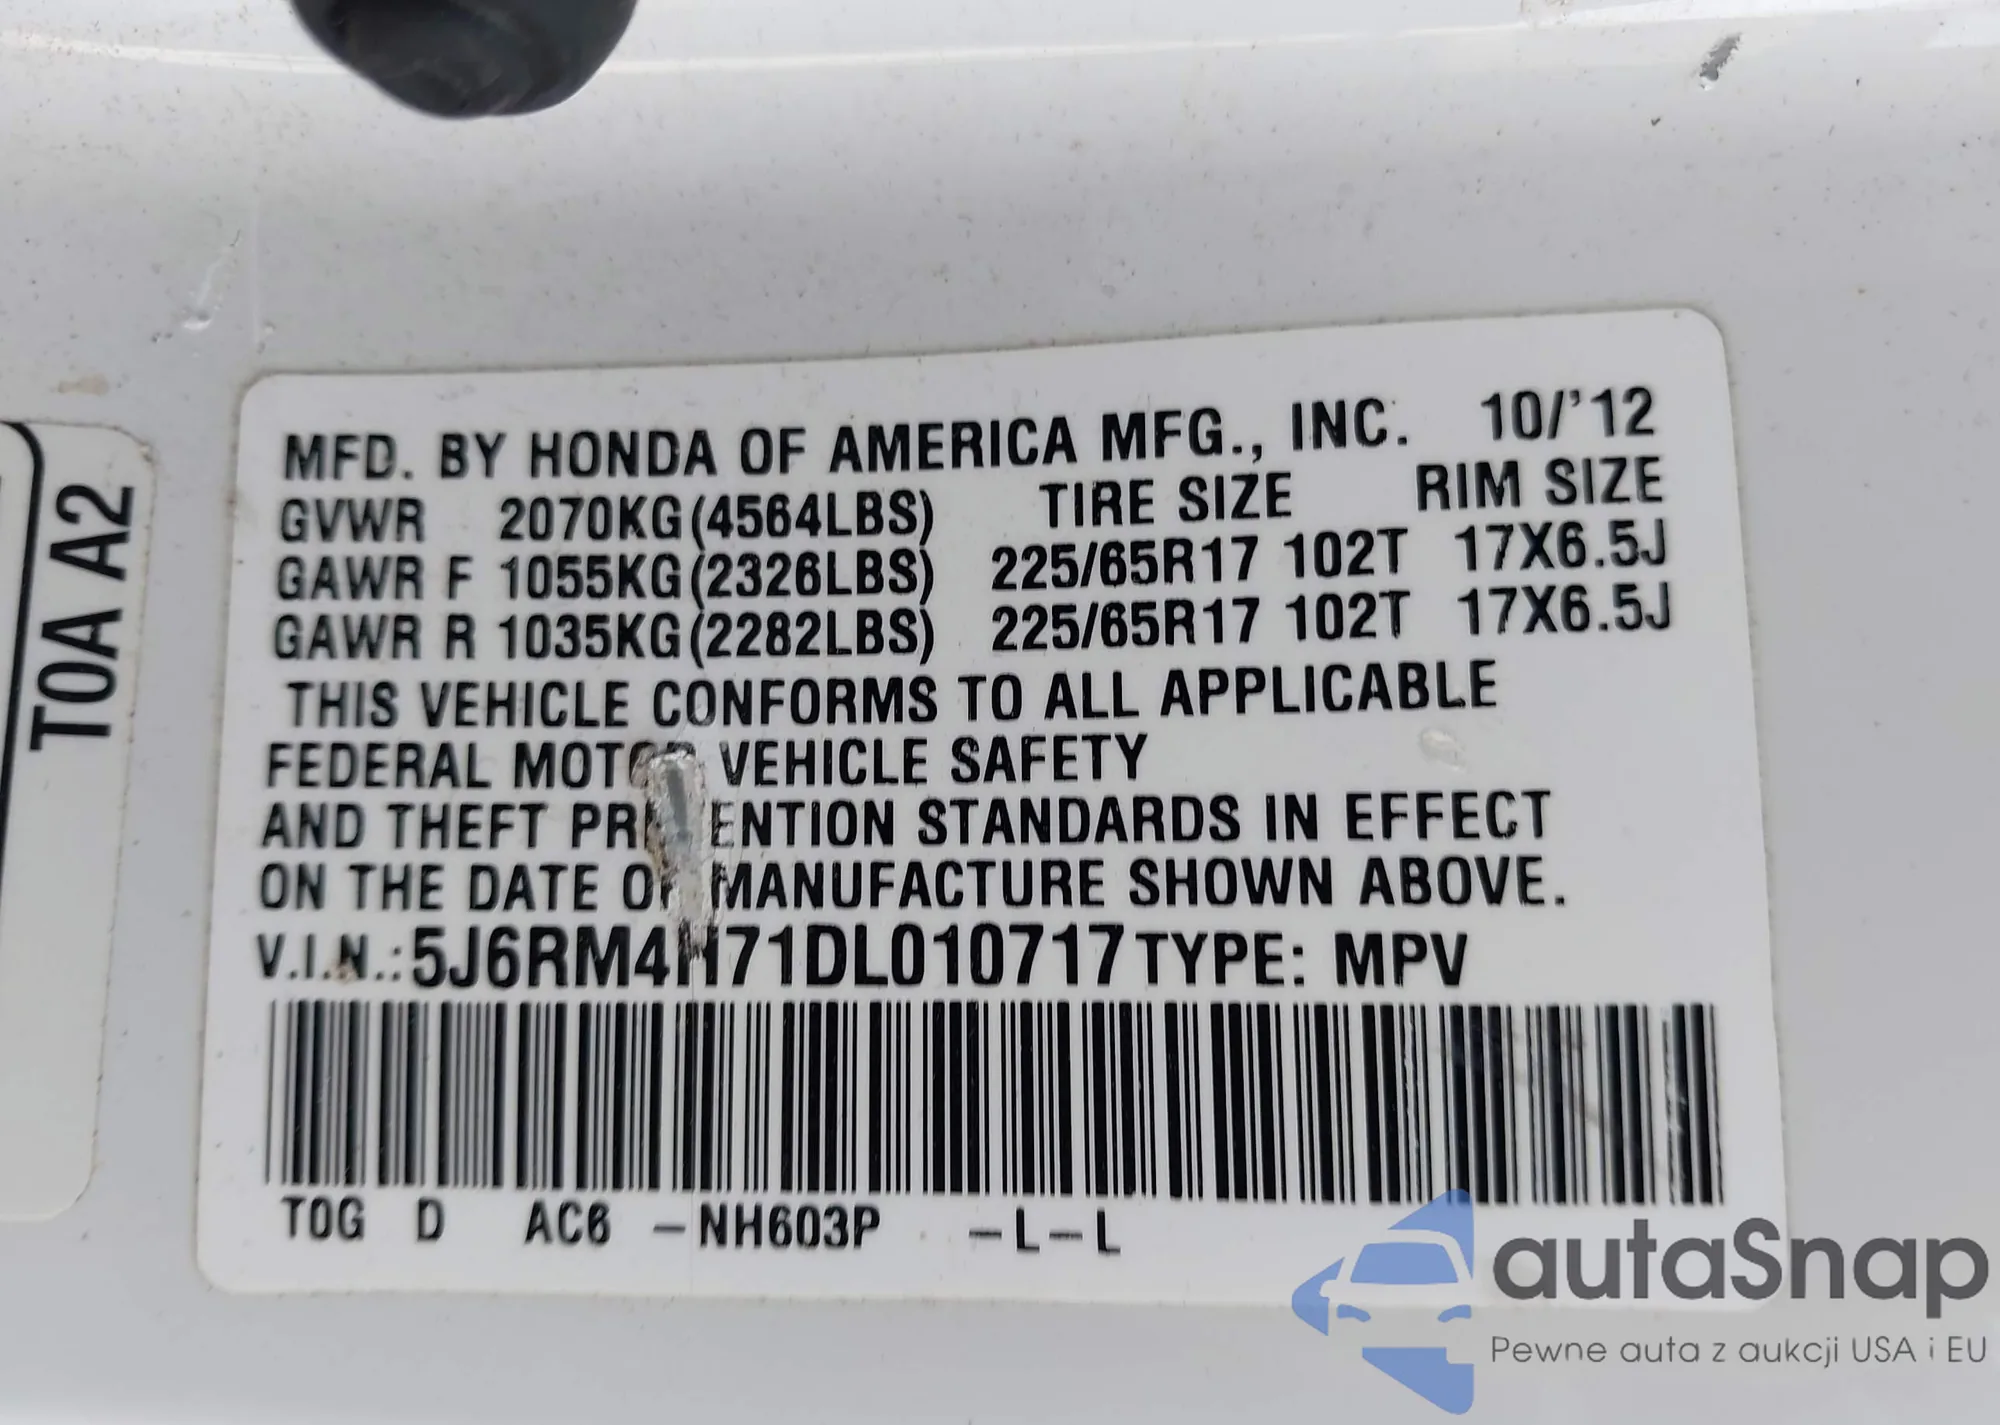 T0A A2
MFD. BY HONDA OF AMERICA MFG., INC. 10/'12
GVWR 2070KG(4564LBS) TIRE SIZE RIM SIZE
GAWR F 1055KG(2326LBS) 225/65R17 102T 17X6.5J
GAWR R 1035KG(2282LBS) 225/65R17 102T 17X6.5J
THIS VEHICLE CONFORMS TO ALL APPLICABLE
FEDERAL MOTOR VEHICLE SAFETY
AND THEFT PREVENTION STANDARDS IN EFFECT
ON THE DATE OF MANUFACTURE SHOWN ABOVE.
V.I.N.: 5J6RM4H71DL010717 TYPE: MPV
T0G D AC6 -NH603P -L-L
autaSnap
Pewne auta z aukcji USA i EU